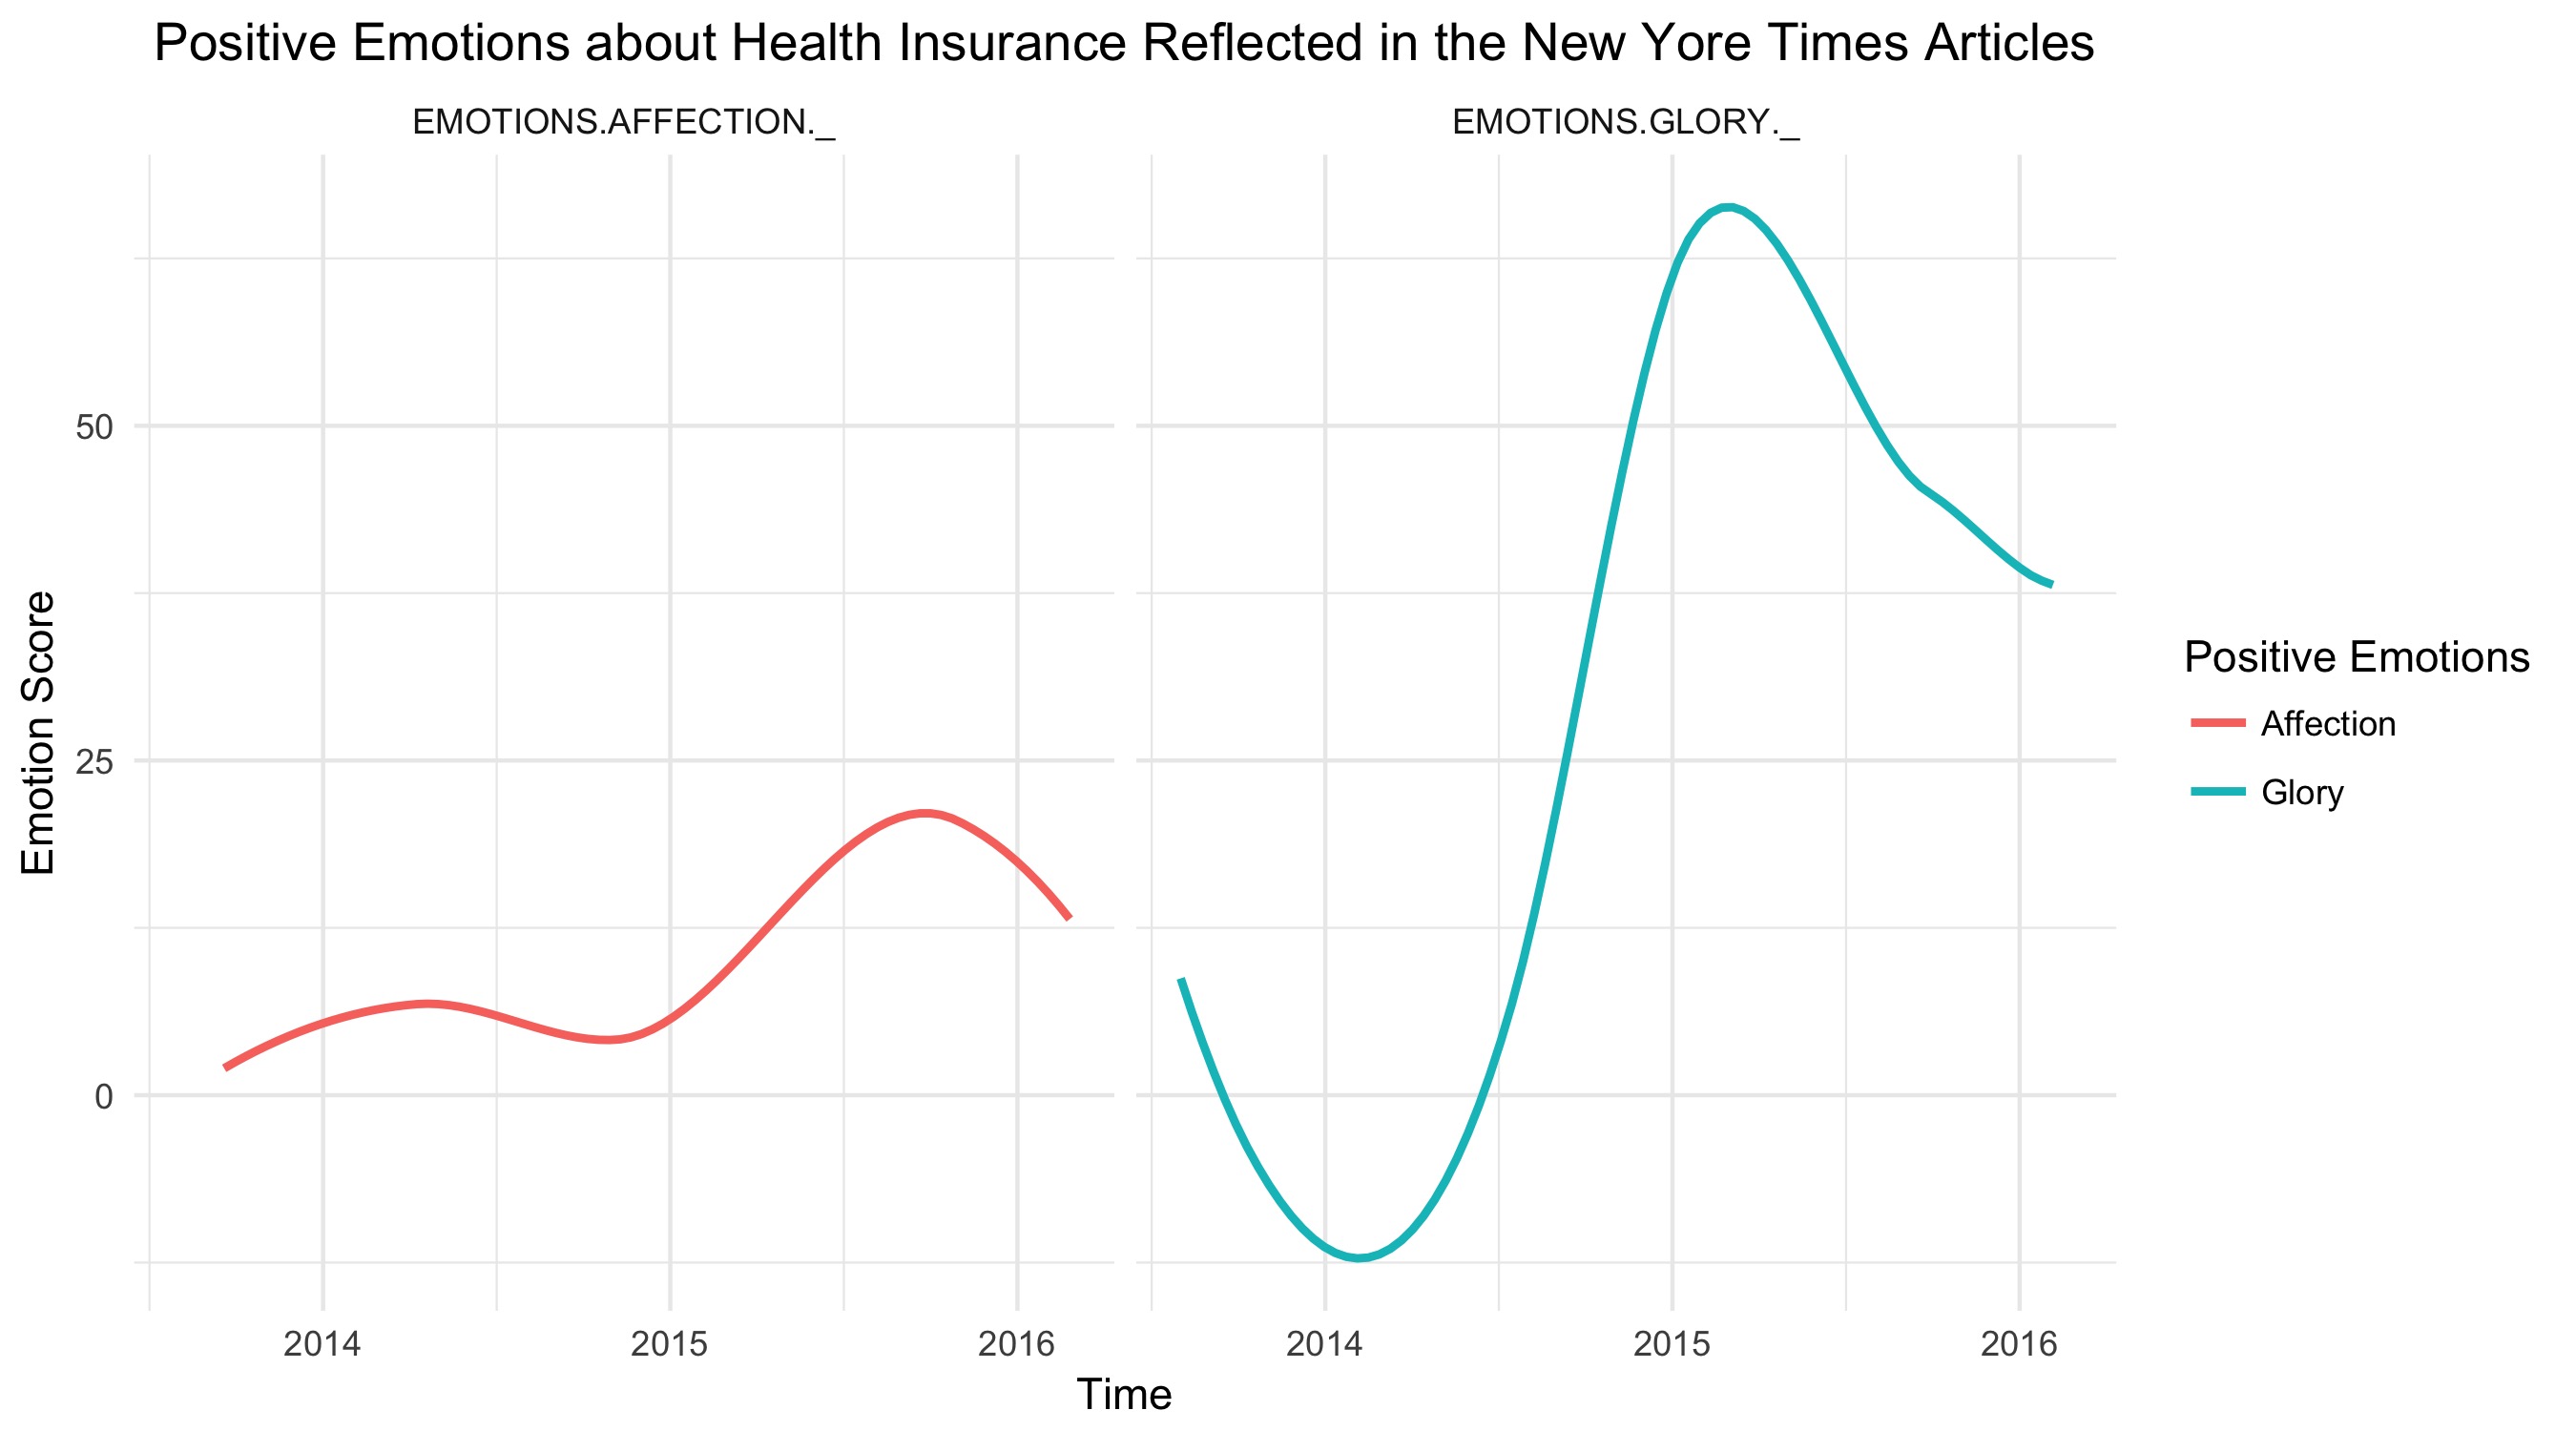 Positive Emotions about Health Insurance Reflected in the New Yore Times Articles
EMOTIONS.AFFECTION._
EMOTIONS.GLORY._
Emotion Score
50
25
0
2014
2015
2016
2014
2015
2016
Time
Positive Emotions
Affection
Glory